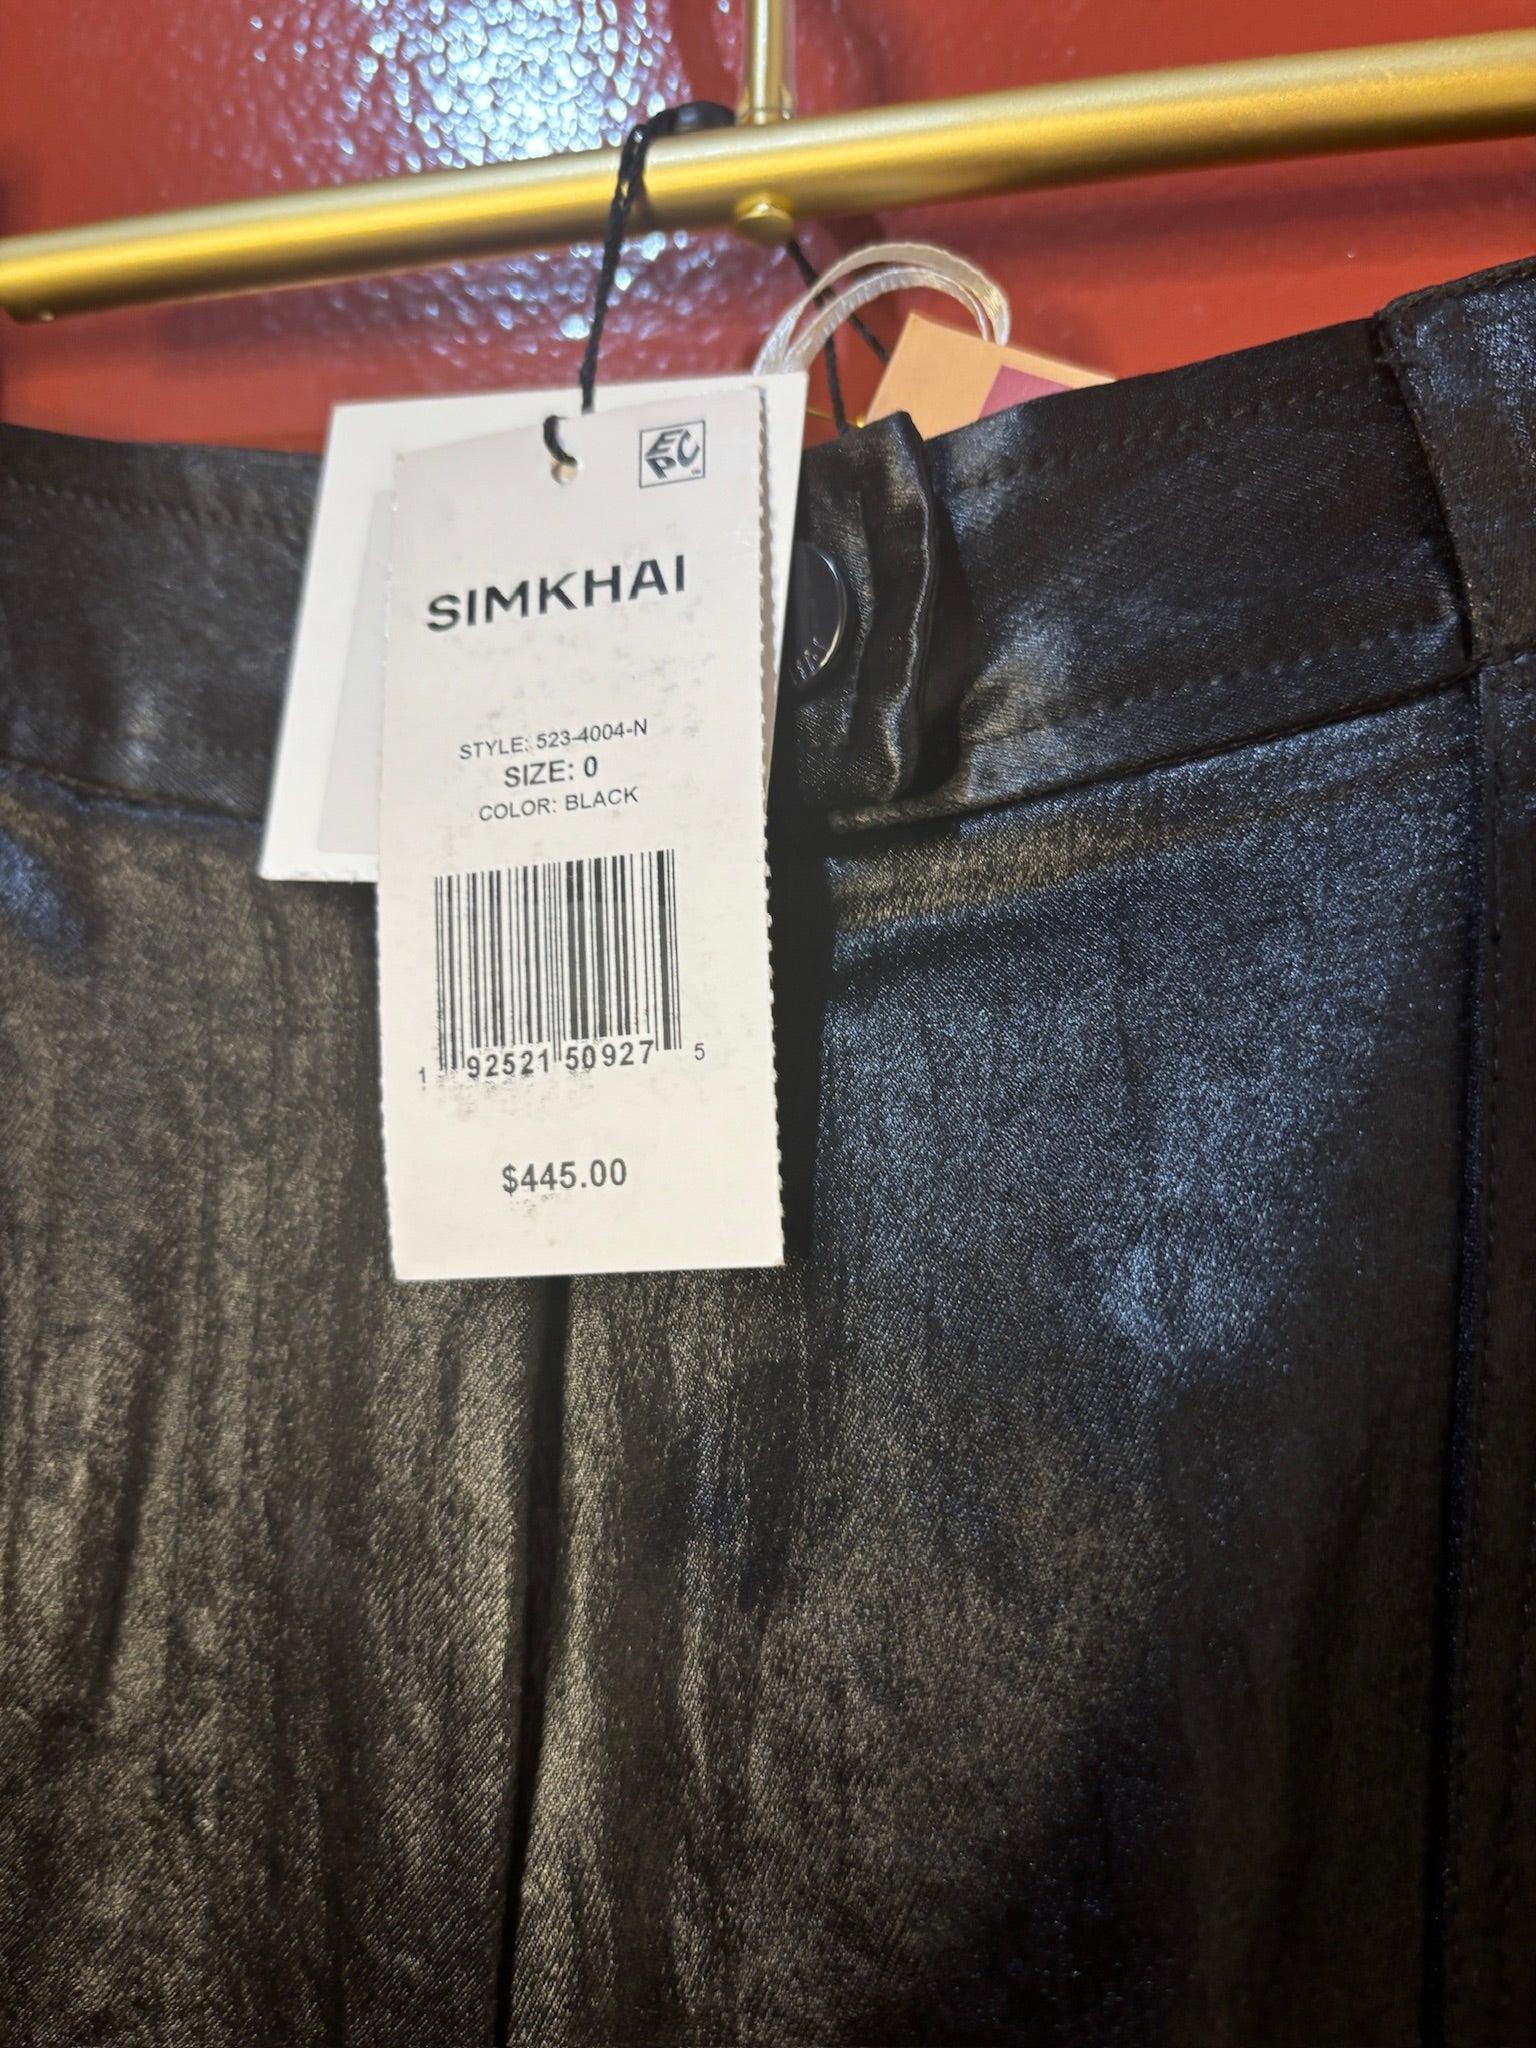 EPC
SIMKHAI
STYLE: 523-4004-N
SIZE: 0
COLOR: BLACK
1 92521 50927 5
$445.00